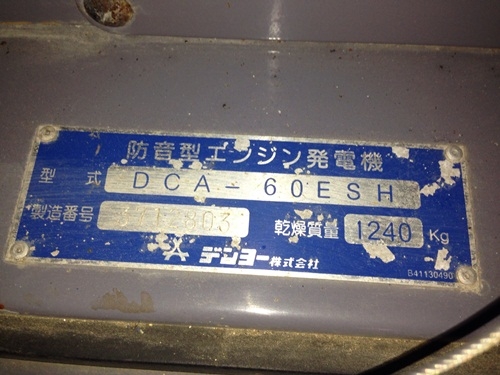 防音型エンジン発電機
型式 DCA-60ESH
製造番号
乾燥質量 1240 Kg
デンヨー株式会社
B41130490